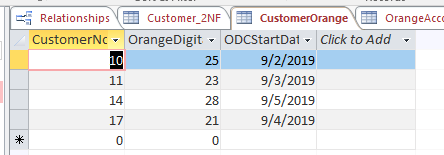 Relationships Customer_2NF CustomerOrange OrangeAcco
CustomerNo OrangeDigit ODCStartDat Click to Add
10 25 9/2/2019
11 23 9/3/2019
14 28 9/5/2019
17 21 9/4/2019
* 0 0